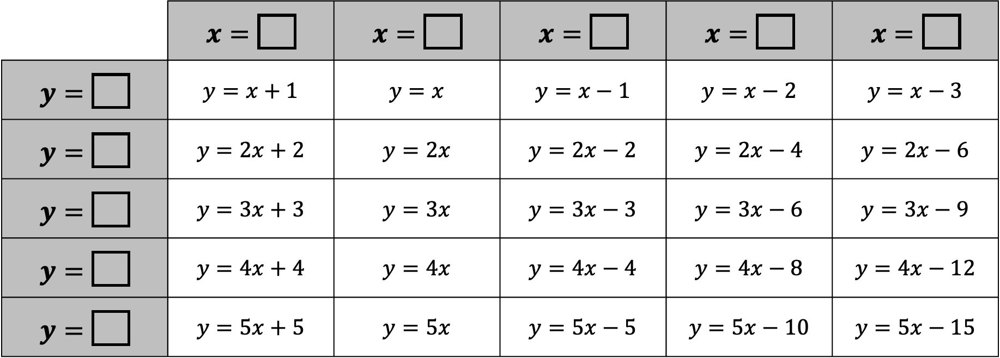 x = □ x = □ x = □ x = □ x = □
y = □ y = x + 1 y = x y = x − 1 y = x − 2 y = x − 3
y = □ y = 2x + 2 y = 2x y = 2x − 2 y = 2x − 4 y = 2x − 6
y = □ y = 3x + 3 y = 3x y = 3x − 3 y = 3x − 6 y = 3x − 9
y = □ y = 4x + 4 y = 4x y = 4x − 4 y = 4x − 8 y = 4x − 12
y = □ y = 5x + 5 y = 5x y = 5x − 5 y = 5x − 10 y = 5x − 15